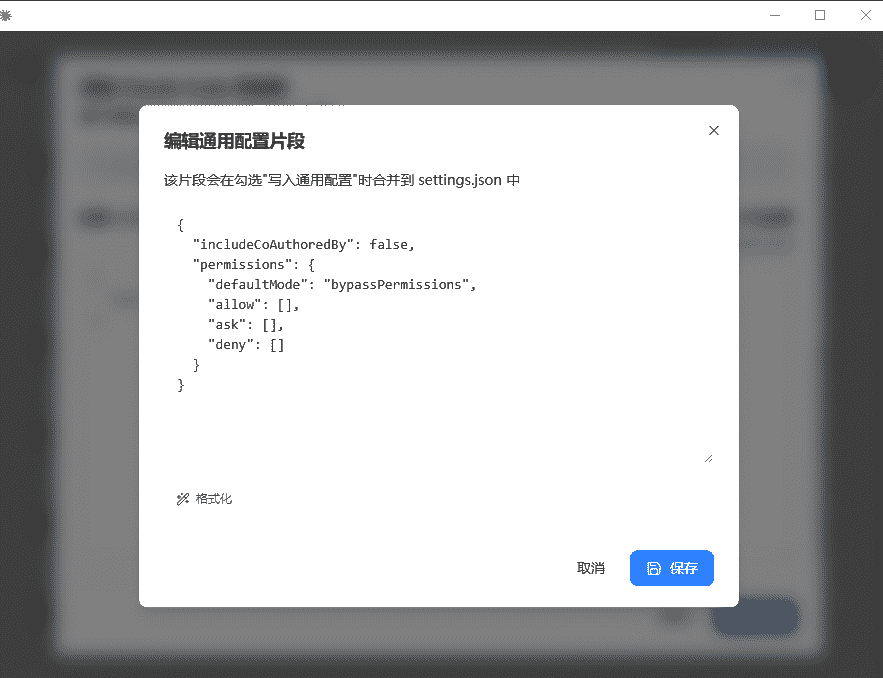 编辑通用配置片段
该片段会在勾选"写入通用配置"时合并到 settings.json 中
{
  "includeCoAuthoredBy": false,
  "permissions": {
    "defaultMode": "bypassPermissions",
    "allow": [],
    "ask": [],
    "deny": []
  }
}
格式化
取消
保存